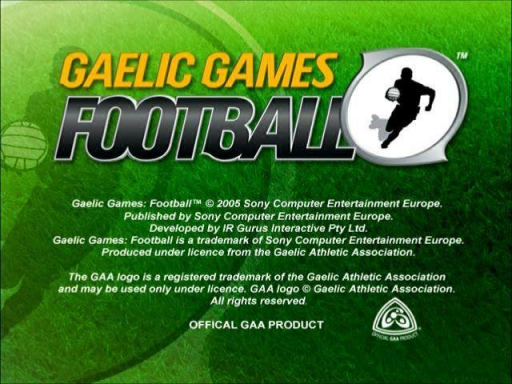 GAELIC GAMES
FOOTBALL
TM
Gaelic Games: Football™ © 2005 Sony Computer Entertainment Europe.
Published by Sony Computer Entertainment Europe.
Developed by IR Gurus Interactive Pty Ltd.
Gaelic Games: Football is a trademark of Sony Computer Entertainment Europe.
Produced under licence from the Gaelic Athletic Association.
The GAA logo is a registered trademark of the Gaelic Athletic Association
and may be used only under licence. GAA logo © Gaelic Athletic Association.
All rights reserved
OFFICAL GAA PRODUCT
OFFICIAL GAA PRODUCT